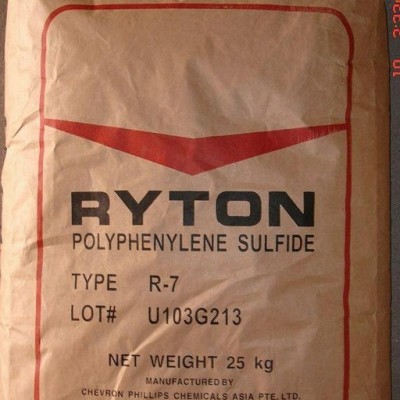 RYTON
POLYPHENYLENE SULFIDE
TYPE R-7
LOT# U103G213
NET WEIGHT 25 kg
MANUFACTURED BY
CHEVRON PHILLIPS CHEMICALS ASIA PTE. LTD.